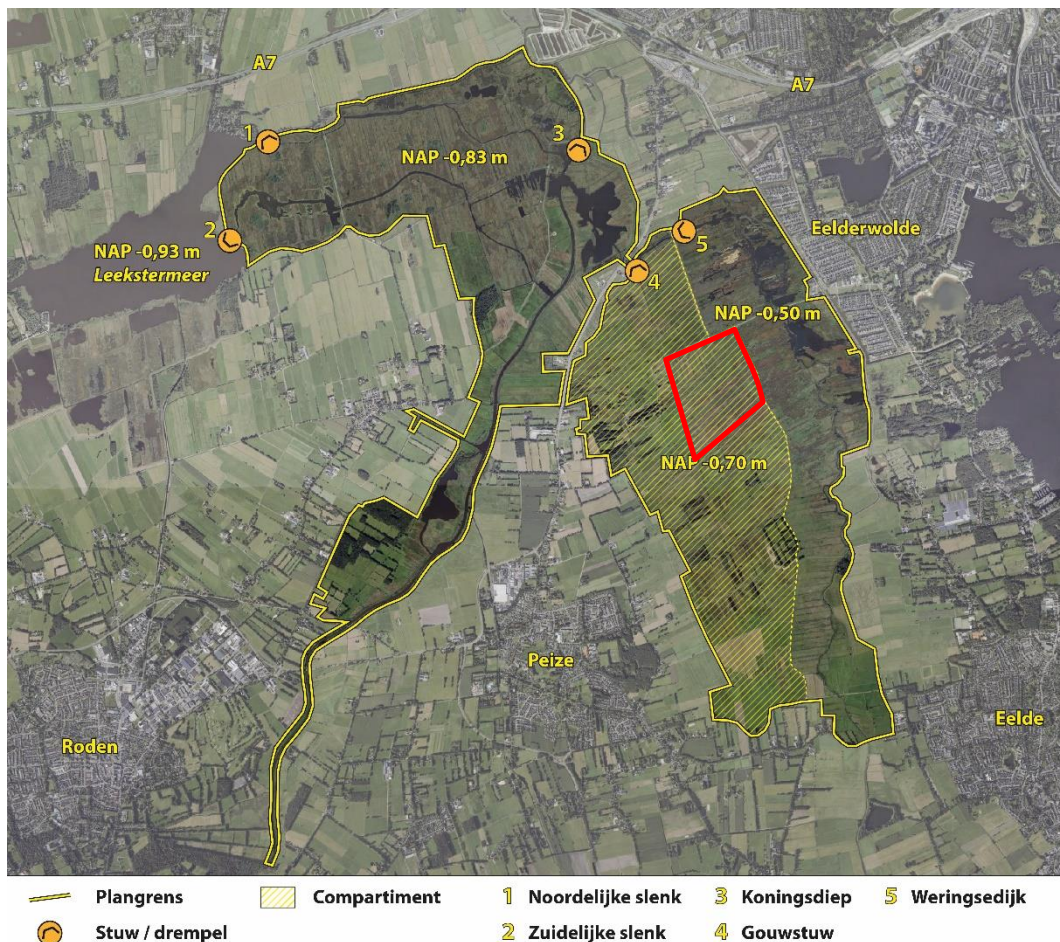 A7
A7
1
3
NAP -0,83 m
2
5
Eelderwolde
NAP -0,93 m
Leekstermeer
4
NAP -0,50 m
NAP -0,70 m
Peize
Eelde
Roden
Plangrens
Compartiment
1 Noordelijke slenk
3 Koningsdiep
5 Weringsedijk
Stuw / drempel
2 Zuidelijke slenk
4 Gouwstuw